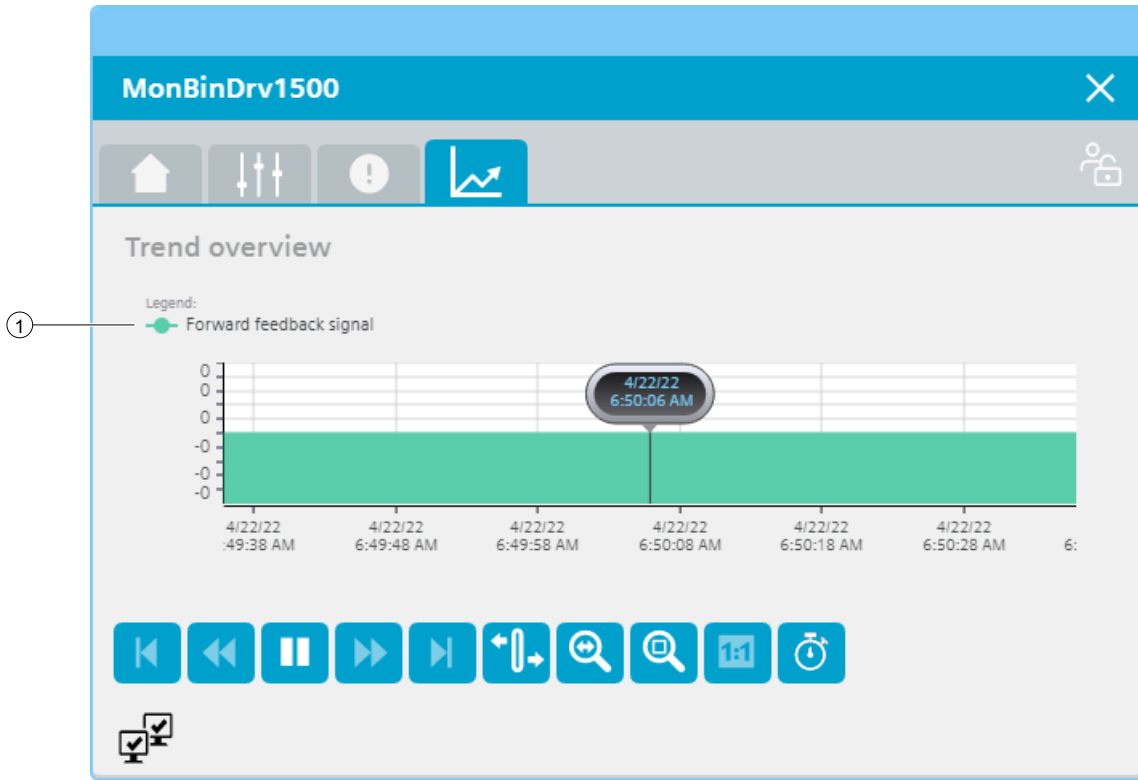 MonBinDrv1500
Trend overview
Legend:
1
Forward feedback signal
0
0
0
-0
-0
-0
4/22/22
6:50:06 AM
4/22/22 4/22/22 4/22/22 4/22/22 4/22/22 4/22/22
:49:38 AM 6:49:48 AM 6:49:58 AM 6:50:08 AM 6:50:18 AM 6:50:28 AM 6:
1:1